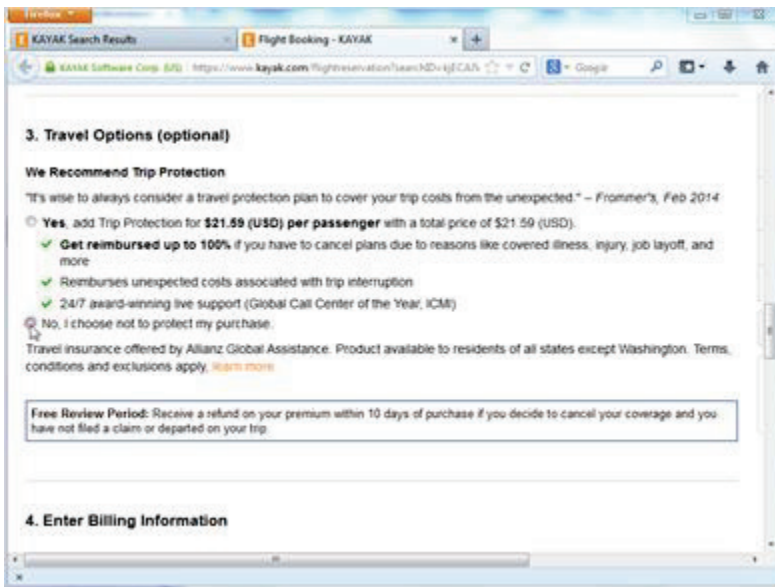 Firefox
KAYAK Search Results
Flight Booking - KAYAK
KAYAK Software Corp. (US) https://www.kayak.com/flightreservation?searchID=
Google
3. Travel Options (optional)
We Recommend Trip Protection
"It's wise to always consider a travel protection plan to cover your trip costs from the unexpected." – Frommer's, Feb 2014
Yes, add Trip Protection for $21.59 (USD) per passenger with a total price of $21.59 (USD).
Get reimbursed up to 100% if you have to cancel plans due to reasons like covered illness, injury, job layoff, and
more
Reimburses unexpected costs associated with trip interruption
24/7 award-winning live support (Global Call Center of the Year, ICMI)
No, I choose not to protect my purchase.
Travel insurance offered by Allianz Global Assistance. Product available to residents of all states except Washington. Terms,
conditions and exclusions apply, learn more
Free Review Period: Receive a refund on your premium within 10 days of purchase if you decide to cancel your coverage and you
have not filed a claim or departed on your trip.
4. Enter Billing Information